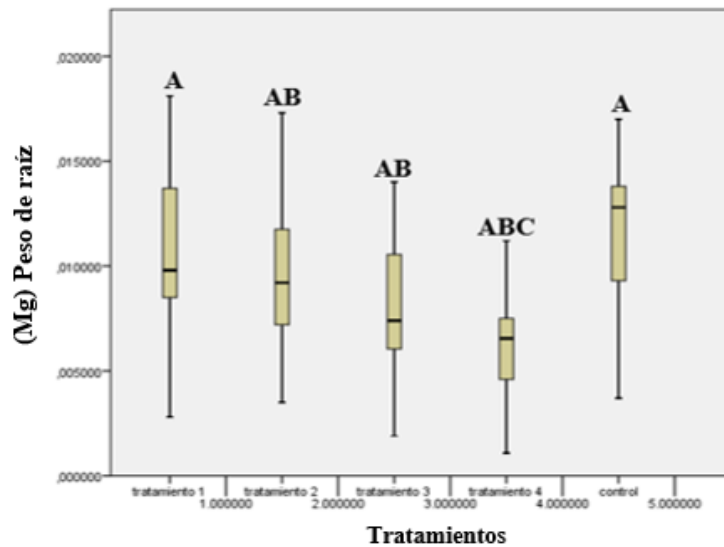 (Mg) Peso de raíz
,020000
,015000
,010000
,005000
,000000
A
AB
AB
ABC
A
tratamiento 1
tratamiento 2
tratamiento 3
tratamiento 4
control
1.000000
2.000000
3.000000
4.000000
5.000000
Tratamientos